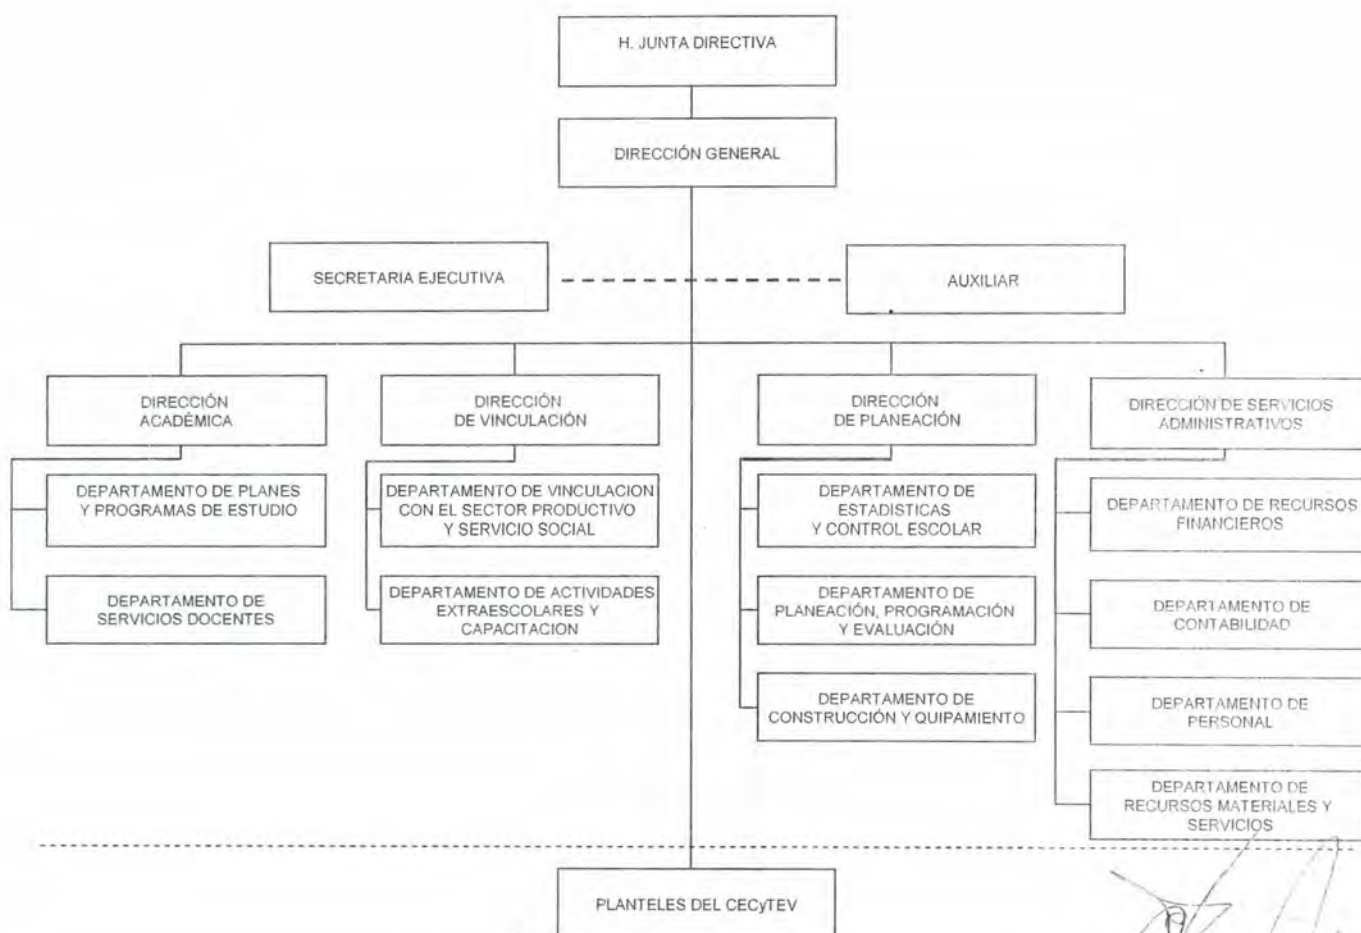 H. JUNTA DIRECTIVA
DIRECCIÓN GENERAL
SECRETARIA EJECUTIVA
AUXILIAR
DIRECCIÓN
ACADÉMICA
DEPARTAMENTO DE PLANES
Y PROGRAMAS DE ESTUDIO
DEPARTAMENTO DE
SERVICIOS DOCENTES
DIRECCIÓN
DE VINCULACIÓN
DEPARTAMENTO DE VINCULACION
CON EL SECTOR PRODUCTIVO
Y SERVICIO SOCIAL
DEPARTAMENTO DE ACTIVIDADES
EXTRAESCOLARES Y
CAPACITACION
DIRECCIÓN
DE PLANEACIÓN
DEPARTAMENTO DE
ESTADISTICAS
Y CONTROL ESCOLAR
DEPARTAMENTO DE
PLANEACIÓN, PROGRAMACIÓN
Y EVALUACIÓN
DEPARTAMENTO DE
CONSTRUCCIÓN Y QUIPAMIENTO
DIRECCIÓN DE SERVICIOS
ADMINISTRATIVOS
DEPARTAMENTO DE RECURSOS
FINANCIEROS
DEPARTAMENTO DE
CONTABILIDAD
DEPARTAMENTO DE
PERSONAL
DEPARTAMENTO DE
RECURSOS MATERIALES Y
SERVICIOS
PLANTELES DEL CECyTEV